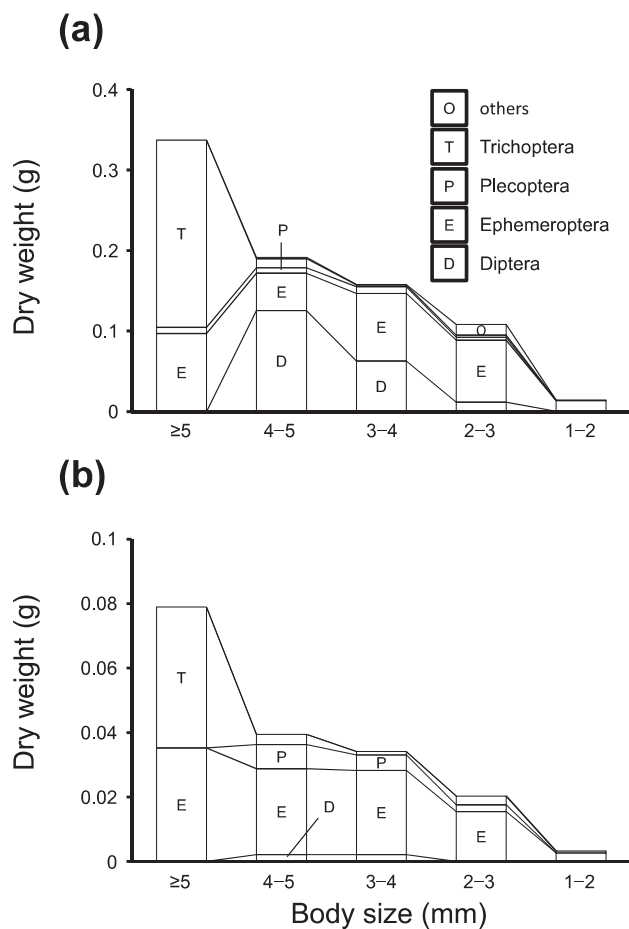 (a)
0.4
0.3
0.2
0.1
0
Dry weight (g)
O others
T Trichoptera
P Plecoptera
E Ephemeroptera
D Diptera
T
E
P
E
D
E
D
O
E
≥5 4–5 3–4 2–3 1–2
(b)
0.1
0.08
0.06
0.04
0.02
0
Dry weight (g)
T
E
P
E
D
P
E
E
≥5 4–5 3–4 2–3 1–2
Body size (mm)